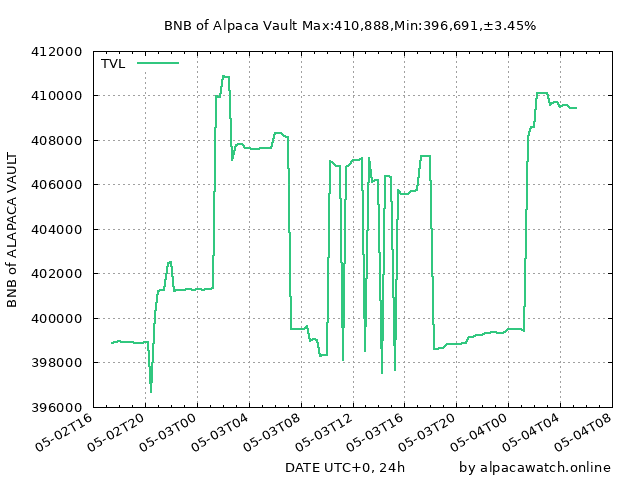 BNB of Alpaca Vault Max:410,888,Min:396,691,±3.45%
TVL
BNB of ALAPACA VAULT
412000
410000
408000
406000
404000
402000
400000
398000
396000
05-02T16
05-02T20
05-03T00
05-03T04
05-03T08
05-03T12
05-03T16
05-03T20
05-04T00
05-04T04
05-04T08
DATE UTC+0, 24h
by alpacawatch.online